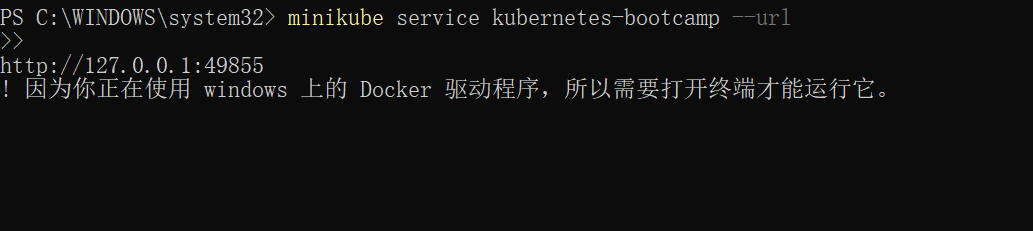 PS C:\WINDOWS\system32> minikube service kubernetes-bootcamp --url
>>
http://127.0.0.1:49855
! 因为你正在使用 windows 上的 Docker 驱动程序，所以需要打开终端才能运行它。